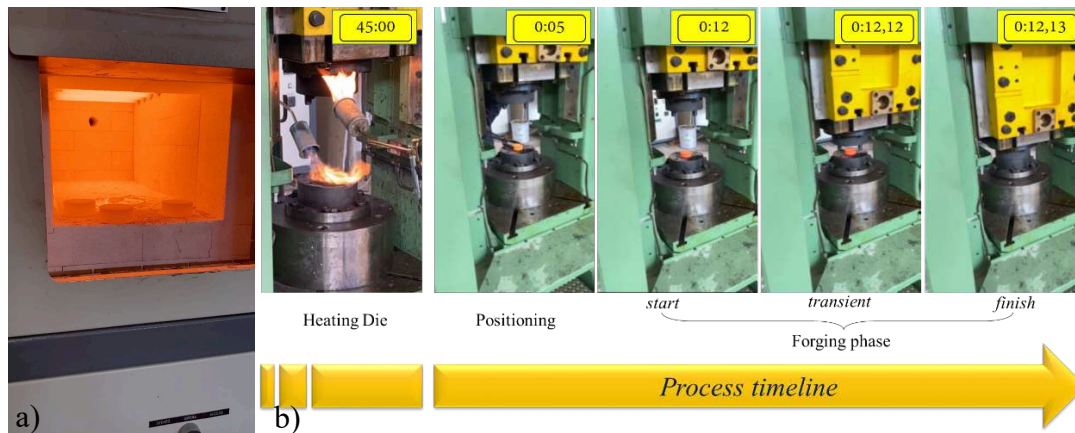 45:00
0:05
0:12
0:12,12
0:12,13
Heating Die
Positioning
start
transient
finish
Forging phase
Process timeline
a)
b)